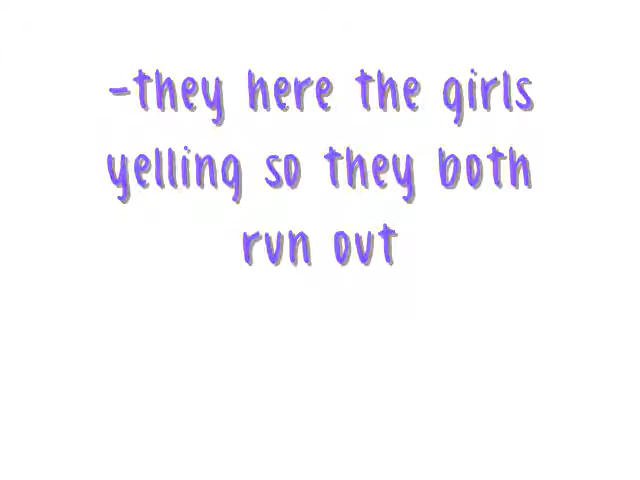 -they here the girls
yelling so they both
run out